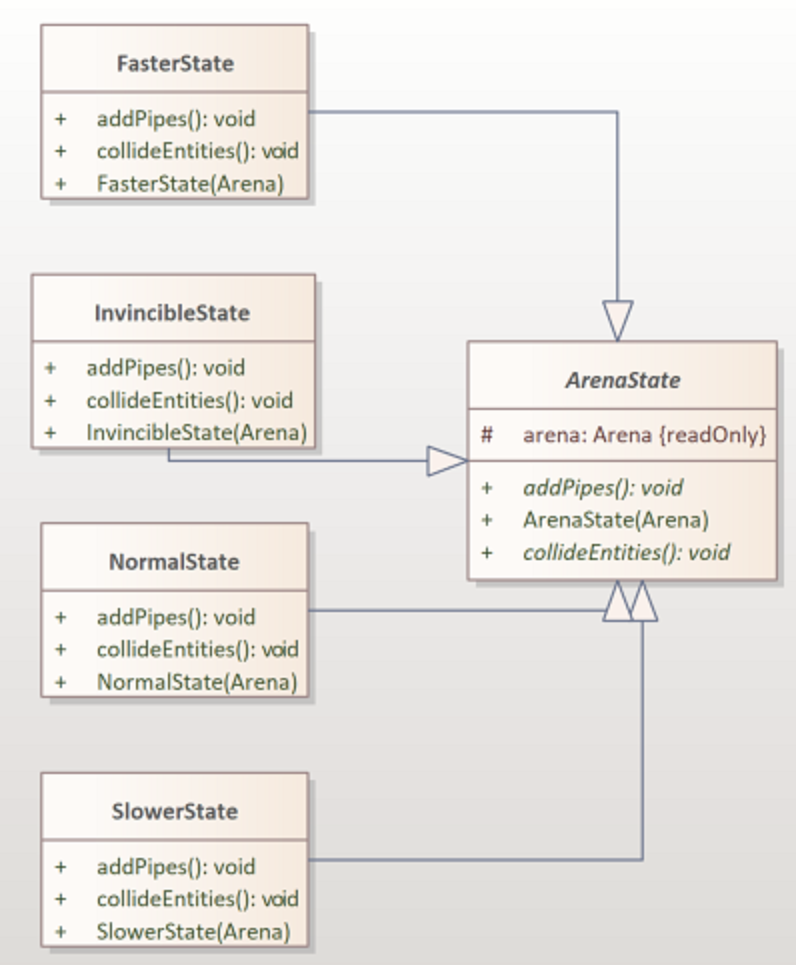 FasterState
+ addPipes(): void
+ collideEntities(): void
+ FasterState(Arena)
InvincibleState
+ addPipes(): void
+ collideEntities(): void
+ InvincibleState(Arena)
ArenaState
# arena: Arena {readOnly}
+ addPipes(): void
+ ArenaState(Arena)
+ collideEntities(): void
NormalState
+ addPipes(): void
+ collideEntities(): void
+ NormalState(Arena)
SlowerState
+ addPipes(): void
+ collideEntities(): void
+ SlowerState(Arena)